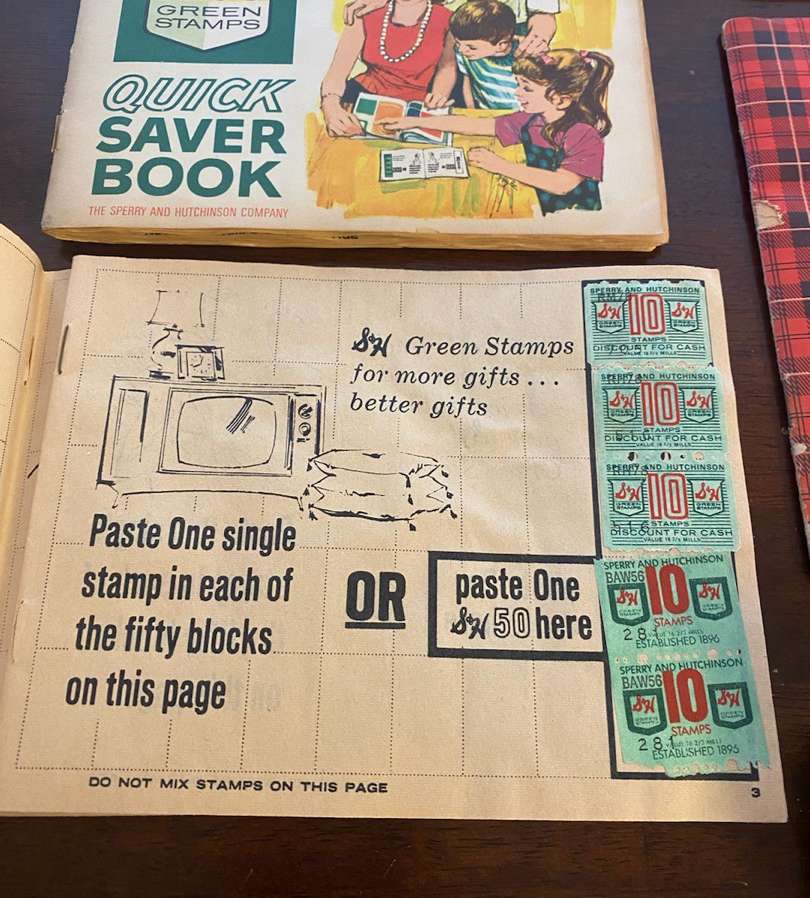 GREEN
STAMPS
QUICK
SAVER
BOOK
THE SPERRY AND HUTCHINSON COMPANY
S&H Green Stamps
for more gifts ...
better gifts
Paste One single
stamp in each of
the fifty blocks
on this page
OR
paste One
S&H 50 here
DO NOT MIX STAMPS ON THIS PAGE
3
SPERRY AND HUTCHINSON
S&H 10 S&H
STAMPS
DISCOUNT FOR CASH
SPERRY AND HUTCHINSON
S&H 10 S&H
STAMPS
DISCOUNT FOR CASH
SPERRY AND HUTCHINSON
S&H 10 S&H
STAMPS
DISCOUNT FOR CASH
SPERRY AND HUTCHINSON
BAW56
S&H 10 S&H
STAMPS
281
ESTABLISHED 1896
SPERRY AND HUTCHINSON
BAW56
S&H 10 S&H
STAMPS
281
ESTABLISHED 1896